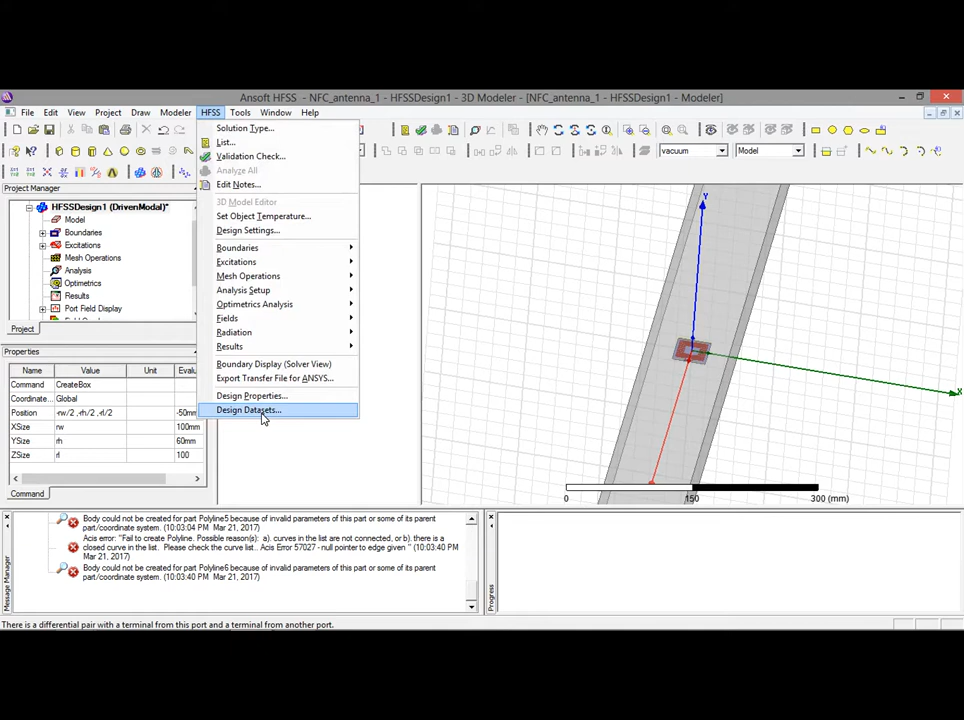 Ansoft HFSS - NFC_antenna_1 - HFSSDesign1 - 3D Modeler - [NFC_antenna_1 - HFSSDesign1 - Modeler]
File Edit View Project Draw Modeler HFSS Tools Window Help
Solution Type...
List...
Validation Check...
Analyze All
Edit Notes...
3D Model Editor
Set Object Temperature...
Design Settings...
Boundaries
Excitations
Mesh Operations
Analysis Setup
Optimetrics Analysis
Fields
Radiation
Results
Boundary Display (Solver View)
Export Transfer File for ANSYS...
Design Properties...
Design Datasets...
vacuum
Model
Project Manager
HFSSDesign1 (DrivenModal)*
Model
Boundaries
Excitations
Mesh Operations
Analysis
Optimetrics
Results
Port Field Display
Project
Properties
Name Value Unit Evalu
Command CreateBox
Coordinate... Global
Position -rw/2 ,-rh/2 ,-rl/2 -50mm
XSize rw 100mm
YSize rh 60mm
ZSize rl 100
Command
Y
X
0 150 300 (mm)
Body could not be created for part Polyline5 because of invalid parameters of this part or some of its parent
part/coordinate system. (10:03:04 PM Mar 21, 2017)
Acis error: "Fail to create Polyline. Possible reason(s): a). curves in the list are not connected, or b). there is a
closed curve in the list. Please check the curve list.. Acis Error 57027 - null pointer to edge given " (10:03:40 PM
Mar 21, 2017)
Body could not be created for part Polyline6 because of invalid parameters of this part or some of its parent
part/coordinate system. (10:03:40 PM Mar 21, 2017)
Message Manager
Progress
There is a differential pair with a terminal from this port and a terminal from another port.